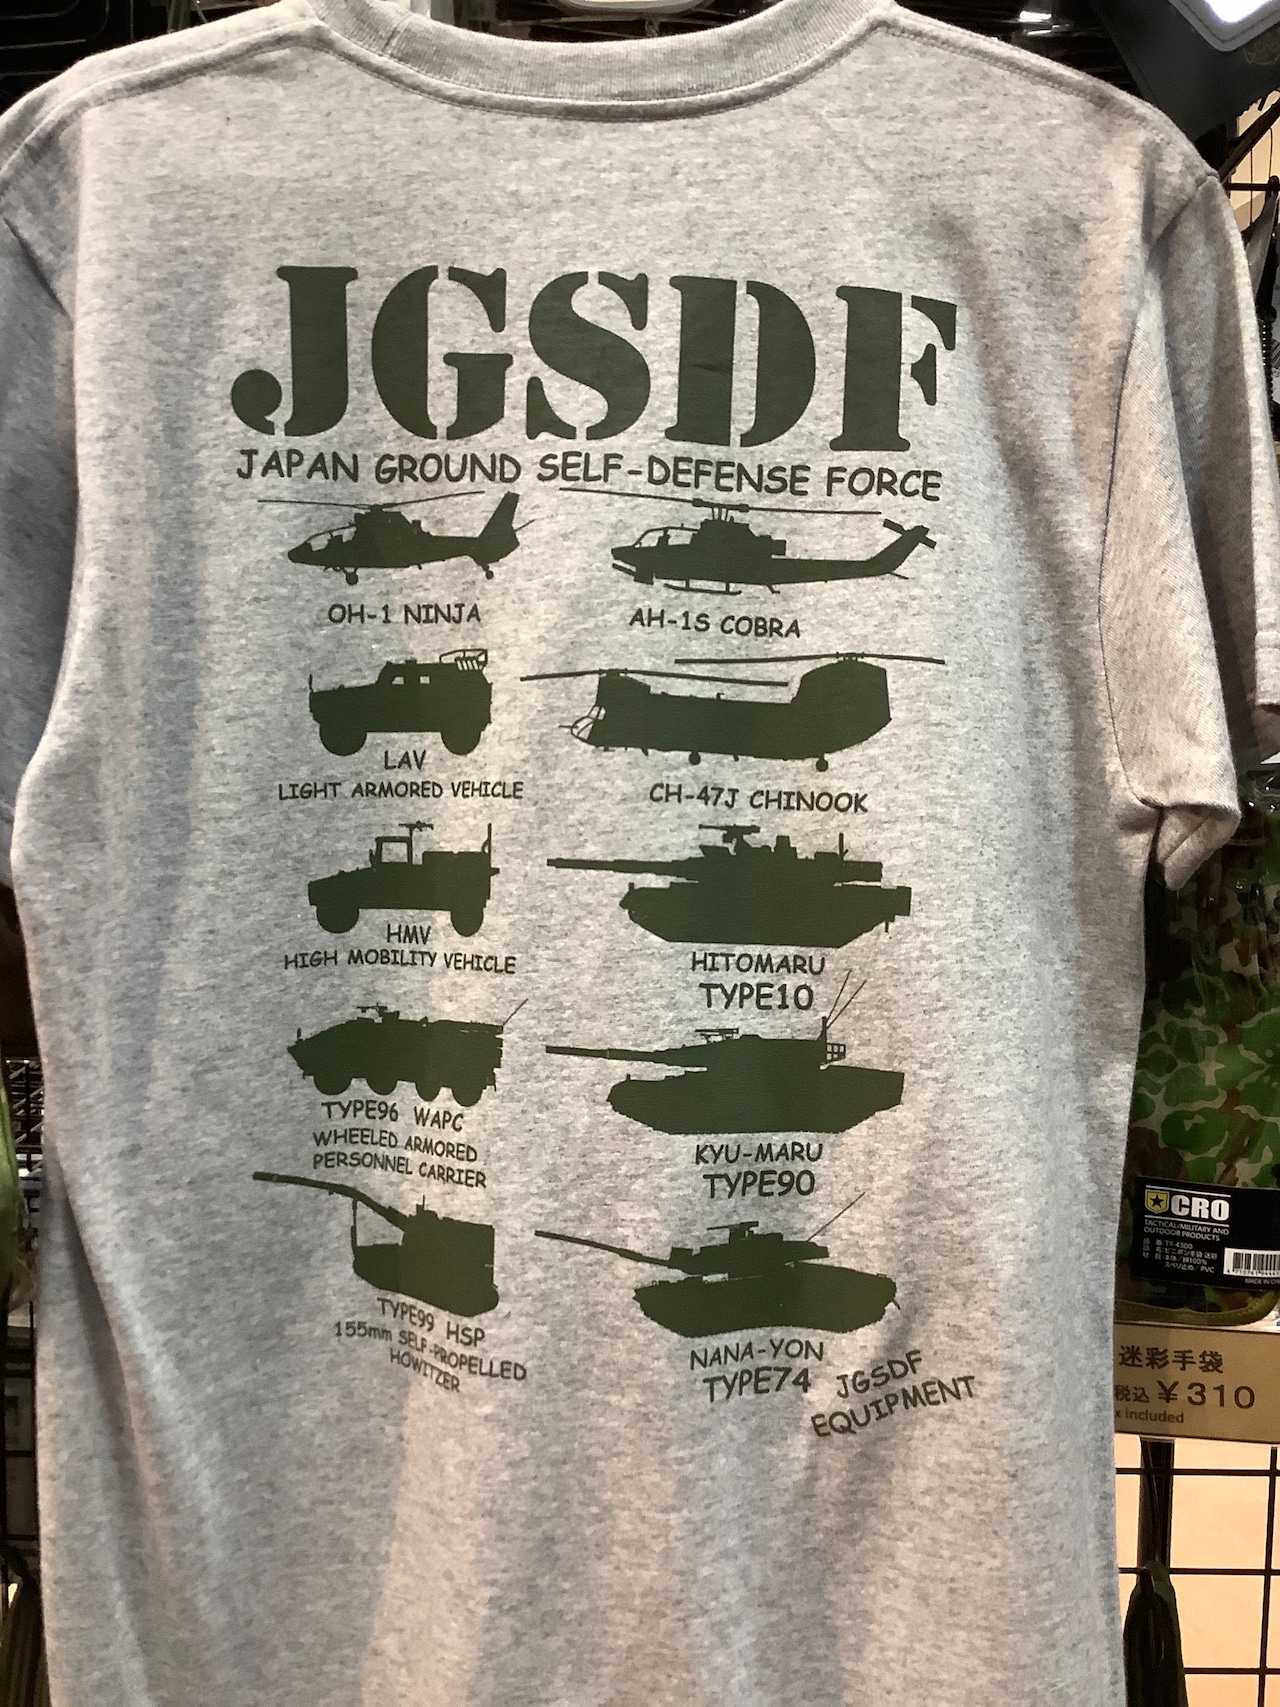 JGSDF
JAPAN GROUND SELF-DEFENSE FORCE
OH-1 NINJA
AH-1S COBRA
LAV
LIGHT ARMORED VEHICLE
CH-47J CHINOOK
HMV
HIGH MOBILITY VEHICLE
HITOMARU
TYPE10
TYPE96 WAPC
WHEELED ARMORED
PERSONNEL CARRIER
KYU-MARU
TYPE90
TYPE99 HSP
155mm SELF-PROPELLED
HOWITZER
NANA-YON
TYPE74
JGSDF
EQUIPMENT
CRO
TACTICAL/MILITARY AND
OUTDOOR PRODUCTS
迷彩手袋
税込 ¥310
included